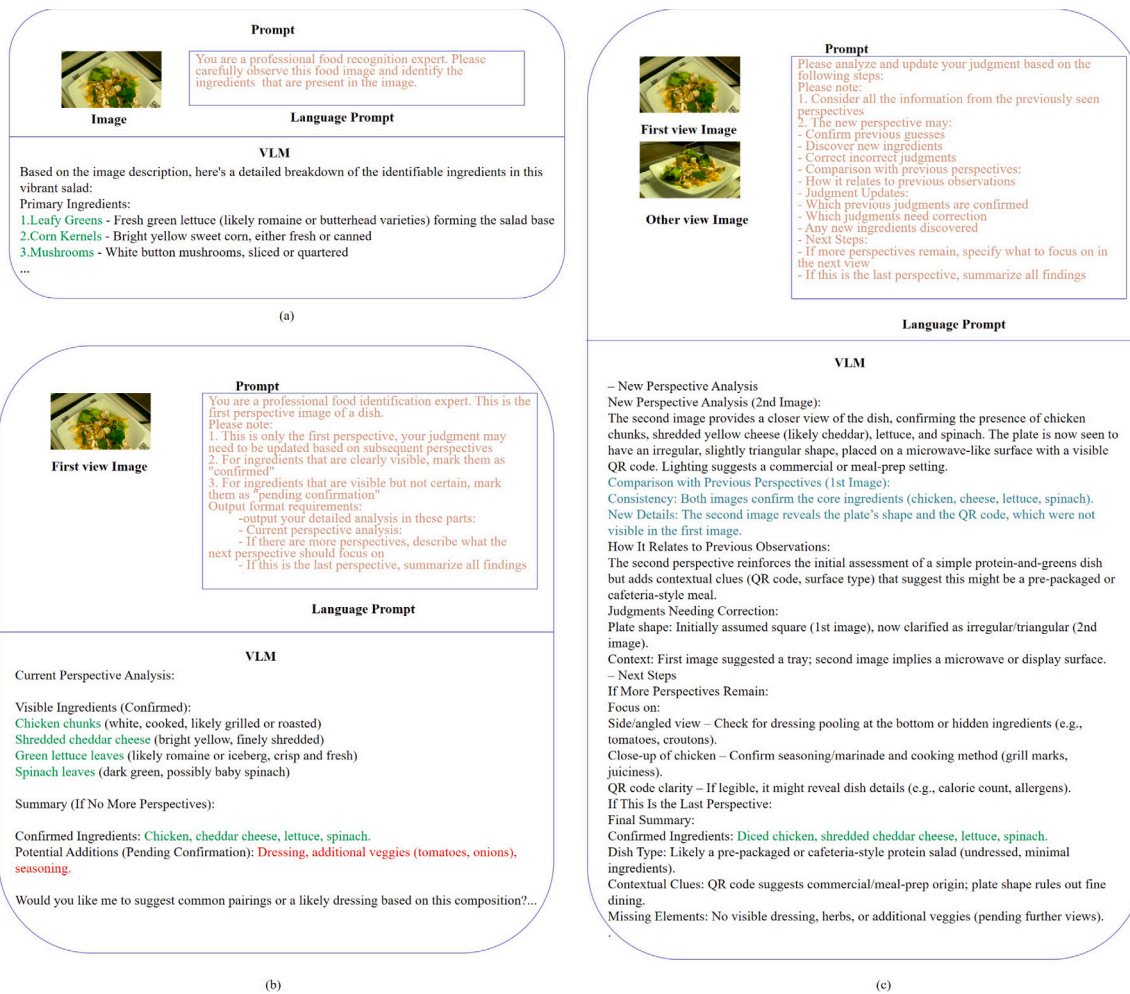 Prompt
You are a professional food recognition expert. Please
carefully observe this food image and identify the
ingredients  that are present in the image.
Image
Language Prompt
VLM
Based on the image description, here's a detailed breakdown of the identifiable ingredients in this
vibrant salad:
Primary Ingredients:
1.Leafy Greens - Fresh green lettuce (likely romaine or butterhead varieties) forming the salad base
2.Corn Kernels - Bright yellow sweet corn, either fresh or canned
3.Mushrooms - White button mushrooms, sliced or quartered
...
(a)
Prompt
You are a professional food identification expert. This is the
first perspective image of a dish.
Please note:
1. This is only the first perspective, your judgment may
need to be updated based on subsequent perspectives
2. For ingredients that are clearly visible, mark them as
"confirmed"
3. For ingredients that are visible but not certain, mark
them as "pending confirmation"
Output format requirements:
-output your detailed analysis in these parts:
- Current perspective analysis:
- If there are more perspectives, describe what the
next perspective should focus on
- If this is the last perspective, summarize all findings
First view Image
Language Prompt
VLM
Current Perspective Analysis:
Visible Ingredients (Confirmed):
Chicken chunks (white, cooked, likely grilled or roasted)
Shredded cheddar cheese (bright yellow, finely shredded)
Green lettuce leaves (likely romaine or iceberg, crisp and fresh)
Spinach leaves (dark green, possibly baby spinach)
Summary (If No More Perspectives):
Confirmed Ingredients: Chicken, cheddar cheese, lettuce, spinach.
Potential Additions (Pending Confirmation): Dressing, additional veggies (tomatoes, onions),
seasoning.
Would you like me to suggest common pairings or a likely dressing based on this composition?...
(b)
Prompt
Please analyze and update your judgment based on the
following steps:
Please note:
1. Consider all the information from the previously seen
perspectives
2. The new perspective may:
- Confirm previous guesses
- Discover new ingredients
- Correct incorrect judgments
- Comparison with previous perspectives:
- How it relates to previous observations
- Judgment Updates:
- Which previous judgments are confirmed
- Which judgments need correction
- Any new ingredients discovered
- Next Steps:
- If more perspectives remain, specify what to focus on in
the next view
- If this is the last perspective, summarize all findings
First view Image
Other view Image
Language Prompt
VLM
– New Perspective Analysis
New Perspective Analysis (2nd Image):
The second image provides a closer view of the dish, confirming the presence of chicken
chunks, shredded yellow cheese (likely cheddar), lettuce, and spinach. The plate is now seen to
have an irregular, slightly triangular shape, placed on a microwave-like surface with a visible
QR code. Lighting suggests a commercial or meal-prep setting.
Comparison with Previous Perspectives (1st Image):
Consistency: Both images confirm the core ingredients (chicken, cheese, lettuce, spinach).
New Details: The second image reveals the plate's shape and the QR code, which were not
visible in the first image.
How It Relates to Previous Observations:
The second perspective reinforces the initial assessment of a simple protein-and-greens dish
but adds contextual clues (QR code, surface type) that suggest this might be a pre-packaged or
cafeteria-style meal.
Judgments Needing Correction:
Plate shape: Initially assumed square (1st image), now clarified as irregular/triangular (2nd
image).
Context: First image suggested a tray; second image implies a microwave or display surface.
– Next Steps
If More Perspectives Remain:
Focus on:
Side/angled view – Check for dressing pooling at the bottom or hidden ingredients (e.g.,
tomatoes, croutons).
Close-up of chicken – Confirm seasoning/marinade and cooking method (grill marks,
juiciness).
QR code clarity – If legible, it might reveal dish details (e.g., calorie count, allergens).
If This Is the Last Perspective:
Final Summary:
Confirmed Ingredients: Diced chicken, shredded cheddar cheese, lettuce, spinach.
Dish Type: Likely a pre-packaged or cafeteria-style protein salad (undressed, minimal
ingredients).
Contextual Clues: QR code suggests commercial/meal-prep origin; plate shape rules out fine
dining.
Missing Elements: No visible dressing, herbs, or additional veggies (pending further views).
.
(c)